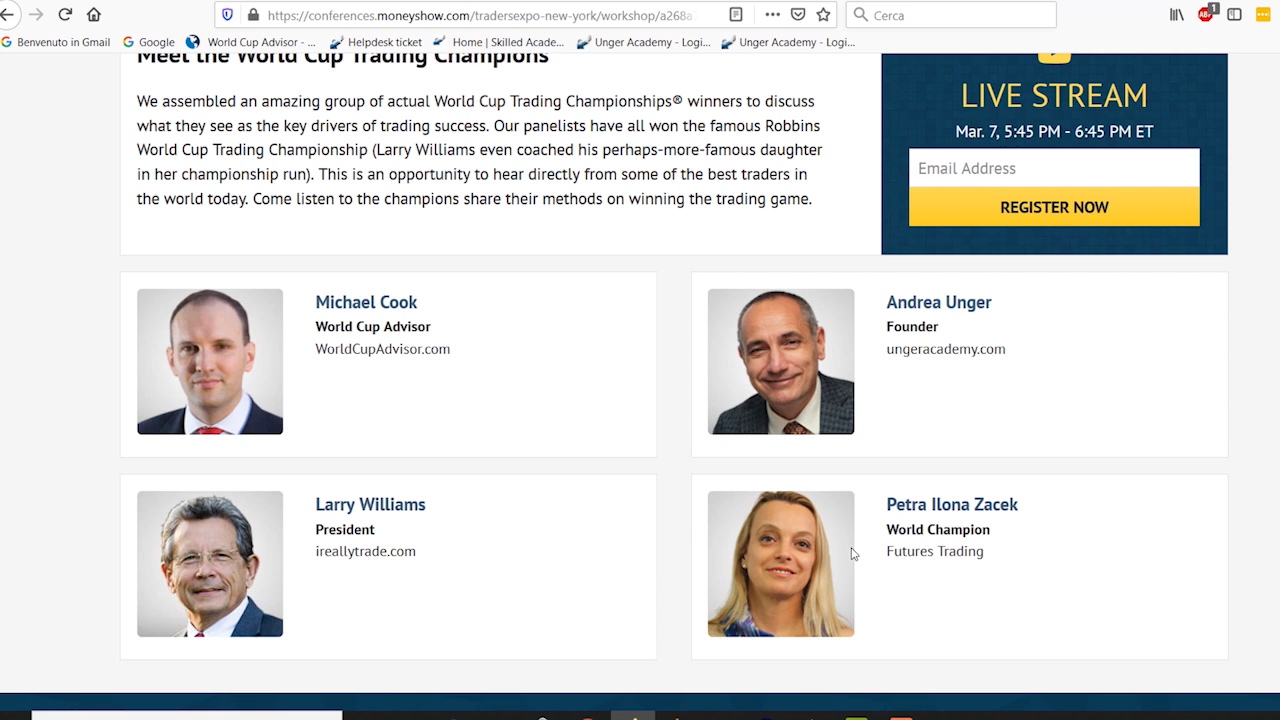 https://conferences.moneyshow.com/tradersexpo-new-york/workshop/a268a
Cerca
1
Benvenuto in Gmail
Google
World Cup Advisor - ...
Helpdesk ticket
Home | Skilled Acade...
Unger Academy - Logi...
Unger Academy - Logi...
Meet the World Cup Trading Champions
We assembled an amazing group of actual World Cup Trading Championships® winners to discuss
what they see as the key drivers of trading success. Our panelists have all won the famous Robbins
World Cup Trading Championship (Larry Williams even coached his perhaps-more-famous daughter
in her championship run). This is an opportunity to hear directly from some of the best traders in
the world today. Come listen to the champions share their methods on winning the trading game.
LIVE STREAM
Mar. 7, 5:45 PM - 6:45 PM ET
Email Address
REGISTER NOW
Michael Cook
World Cup Advisor
WorldCupAdvisor.com
Andrea Unger
Founder
ungeracademy.com
Larry Williams
President
ireallytrade.com
Petra Ilona Zacek
World Champion
Futures Trading